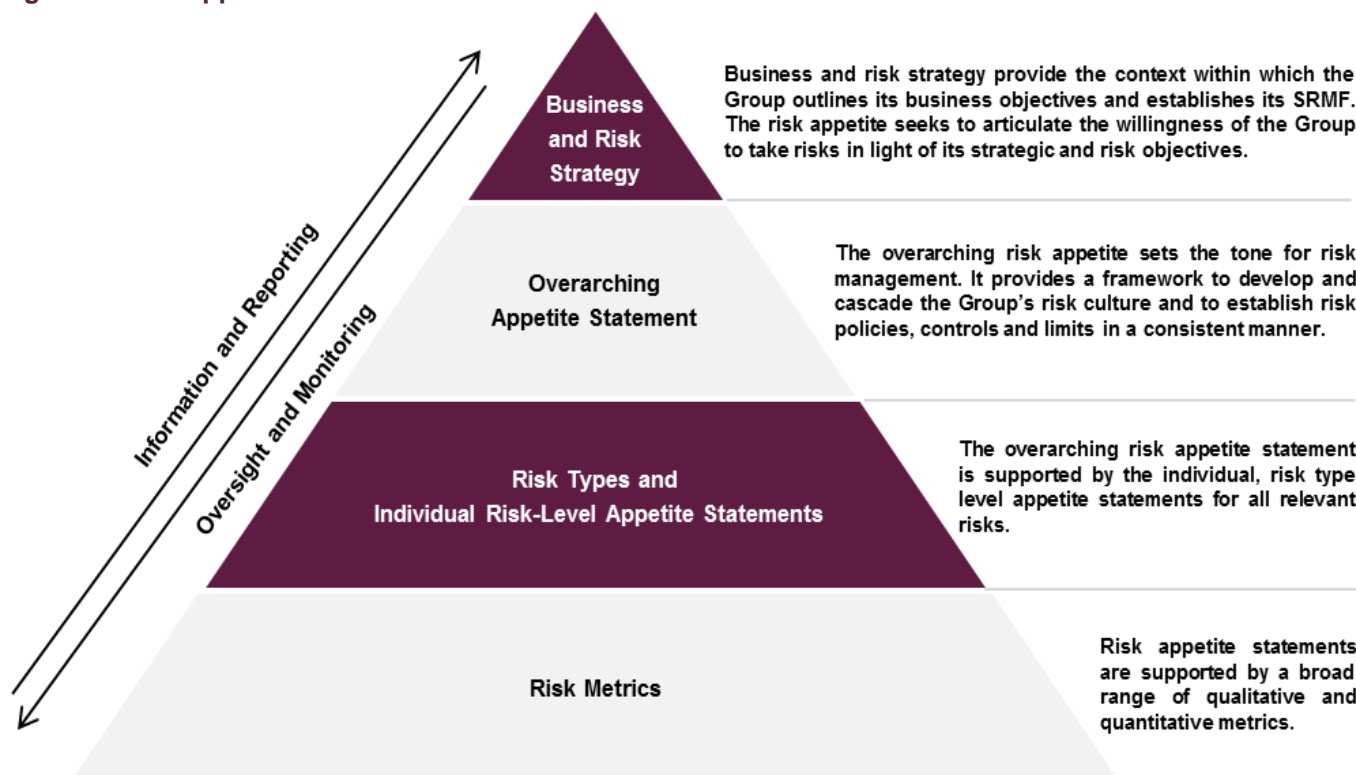 Business
and Risk
Strategy
Business and risk strategy provide the context within which the
Group outlines its business objectives and establishes its SRMF.
The risk appetite seeks to articulate the willingness of the Group
to take risks in light of its strategic and risk objectives.
Information and Reporting
Oversight and Monitoring
Overarching
Appetite Statement
The overarching risk appetite sets the tone for risk
management. It provides a framework to develop and
cascade the Group's risk culture and to establish risk
policies, controls and limits in a consistent manner.
Risk Types and
Individual Risk-Level Appetite Statements
The overarching risk appetite statement
is supported by the individual, risk type
level appetite statements for all relevant
risks.
Risk Metrics
Risk appetite statements
are supported by a broad
range of qualitative and
quantitative metrics.